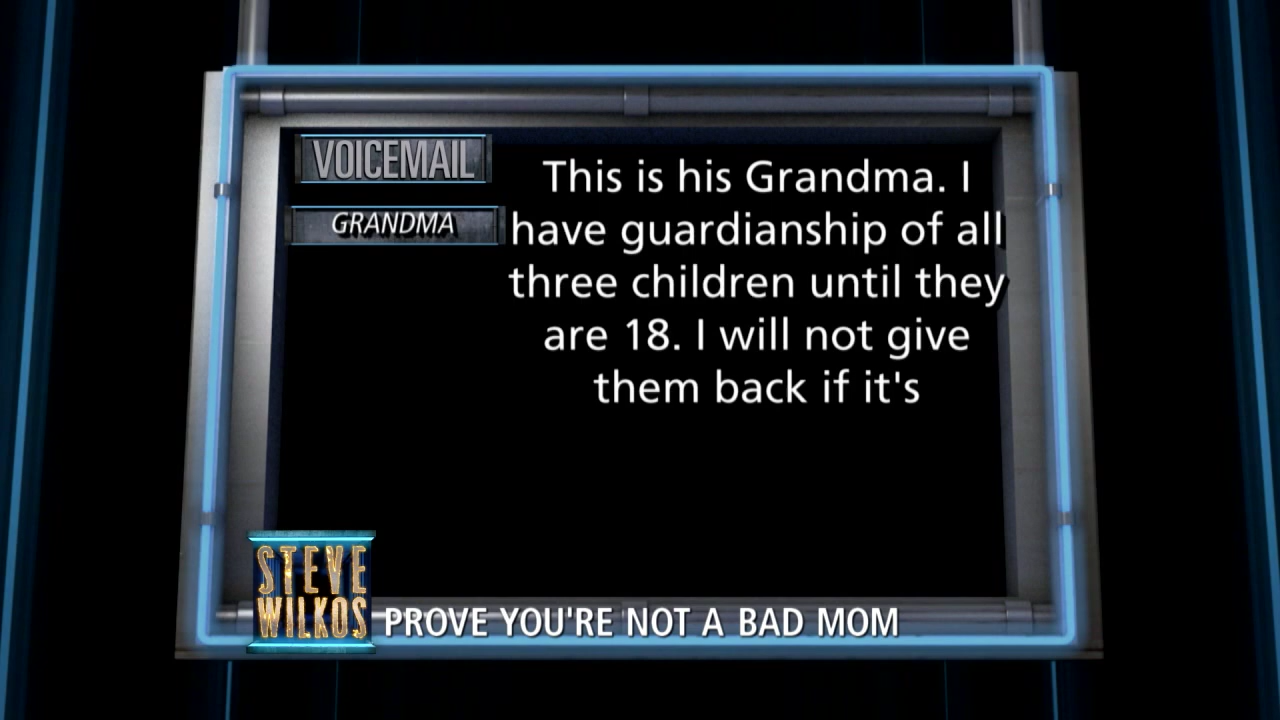 VOICEMAIL
GRANDMA
This is his Grandma. I
have guardianship of all
three children until they
are 18. I will not give
them back if it's
STEVE
WILKOS
PROVE YOU'RE NOT A BAD MOM